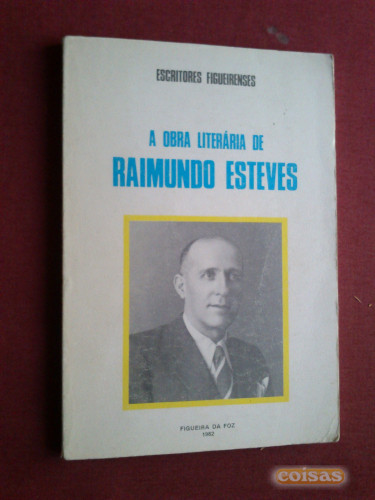 ESCRITORES FIGUEIRENSES
A OBRA LITERÁRIA DE
RAIMUNDO ESTEVES
FIGUEIRA DA FOZ
1982
coisas